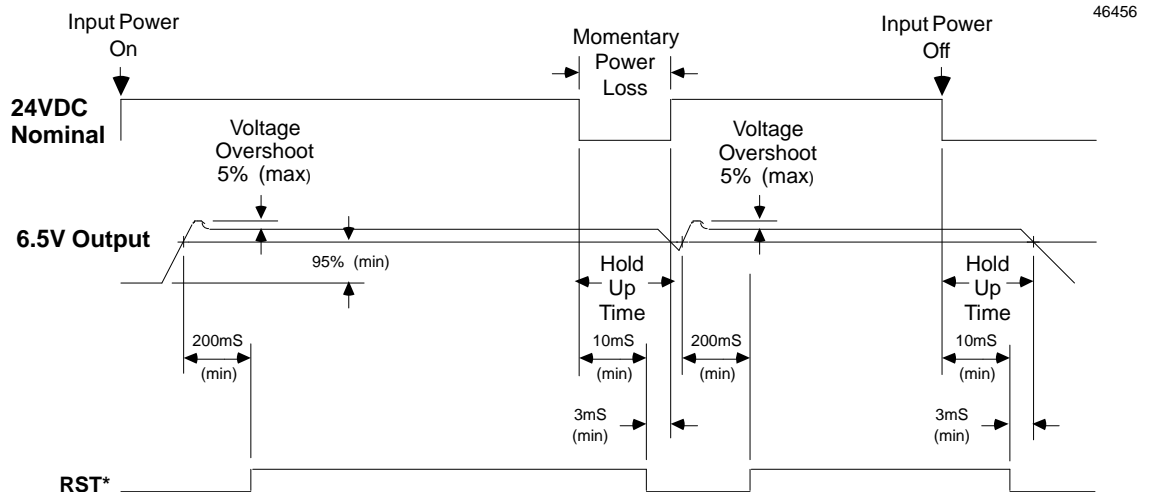 46456
Input Power
On
Momentary
Power
Loss
Input Power
Off
24VDC
Nominal
Voltage
Overshoot
5% (max)
Voltage
Overshoot
5% (max)
6.5V Output
95% (min)
Hold
Up
Time
Hold
Up
Time
200mS
(min)
10mS
(min)
200mS
(min)
10mS
(min)
3mS
(min)
3mS
(min)
RST*